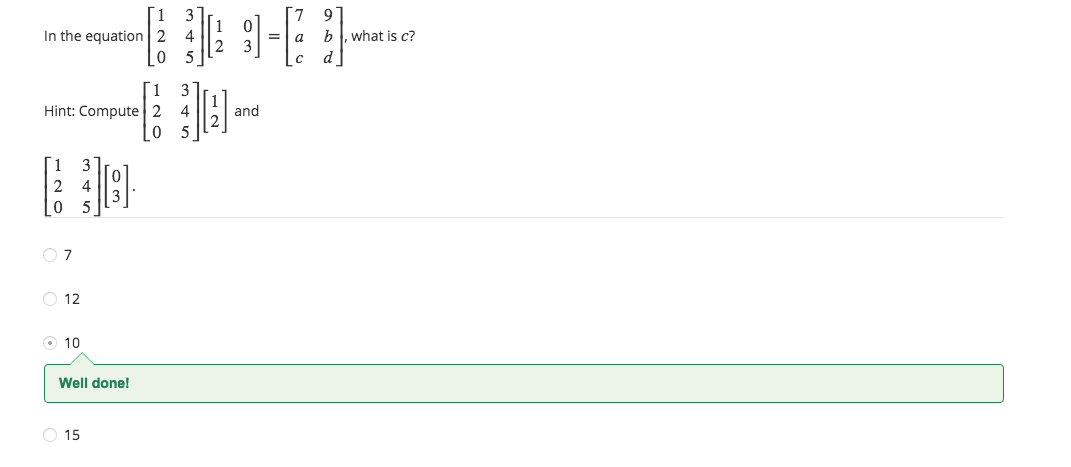 In the equation $\begin{bmatrix} 1 & 3 \\ 2 & 4 \\ 0 & 5 \end{bmatrix} \begin{bmatrix} 1 & 0 \\ 2 & 3 \end{bmatrix} = \begin{bmatrix} 7 & 9 \\ a & b \\ c & d \end{bmatrix}$, what is $c$?
Hint: Compute $\begin{bmatrix} 1 & 3 \\ 2 & 4 \\ 0 & 5 \end{bmatrix} \begin{bmatrix} 1 \\ 2 \end{bmatrix}$ and
$\begin{bmatrix} 1 & 3 \\ 2 & 4 \\ 0 & 5 \end{bmatrix} \begin{bmatrix} 0 \\ 3 \end{bmatrix}$.
7
12
10
Well done!
15